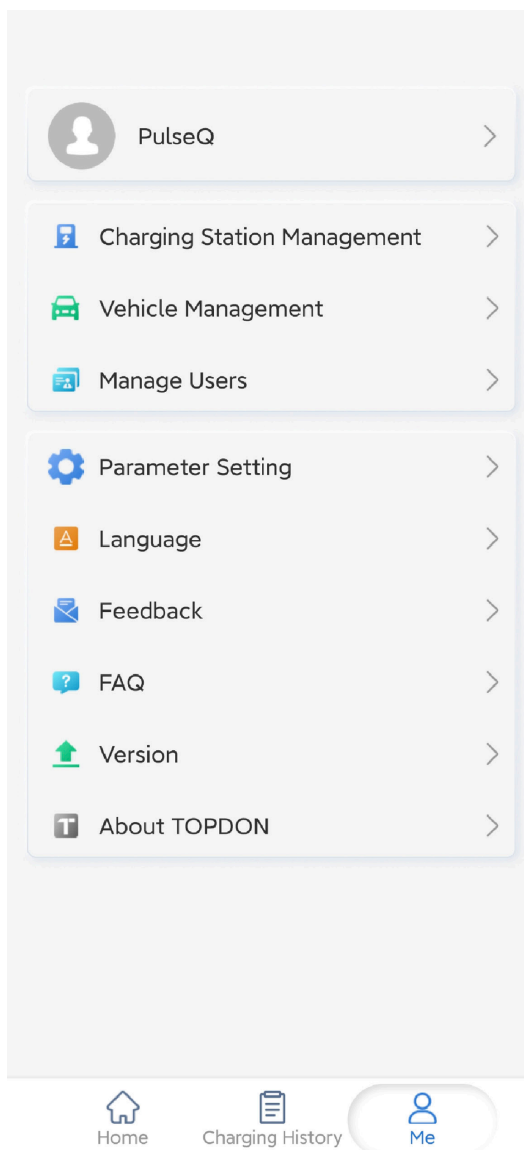 PulseQ
Charging Station Management
Vehicle Management
Manage Users
Parameter Setting
A Language
Feedback
? FAQ
Version
T About TOPDON
Home Charging History Me